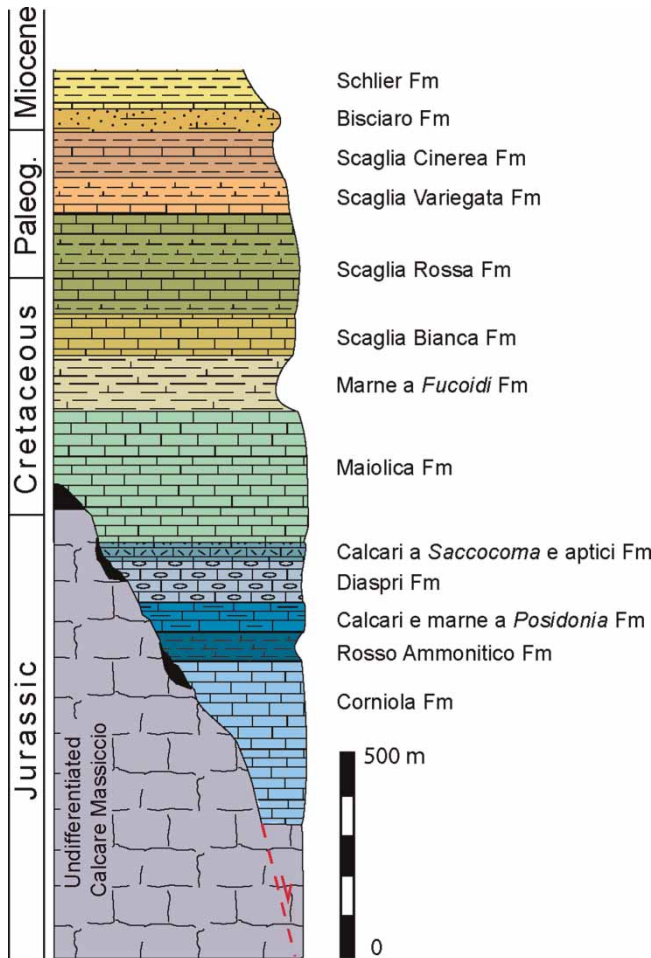 Miocene
Paleog.
Cretaceous
Jurassic
Schlier Fm
Bisciaro Fm
Scaglia Cinerea Fm
Scaglia Variegata Fm
Scaglia Rossa Fm
Scaglia Bianca Fm
Marne a Fucoidi Fm
Maiolica Fm
Calcari a Saccocoma e aptici Fm
Diaspri Fm
Calcari e marne a Posidonia Fm
Rosso Ammonitico Fm
Corniola Fm
Undifferentiated
Calcare Massiccio
500 m
0